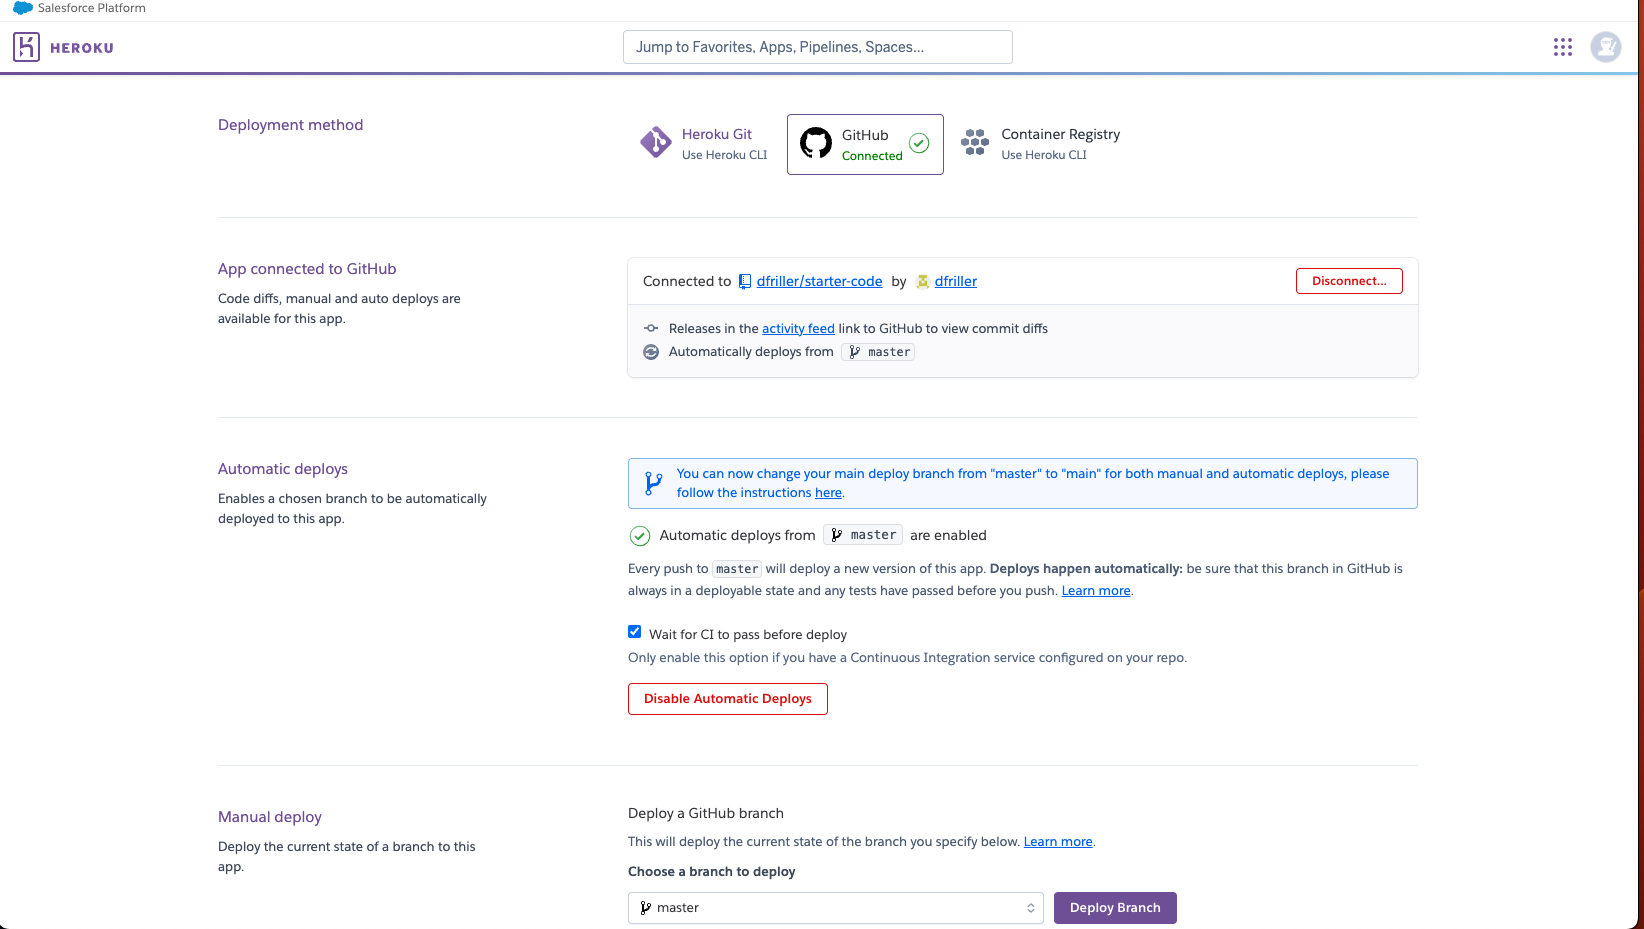 Salesforce Platform
HEROKU
Jump to Favorites, Apps, Pipelines, Spaces...
Deployment method
Heroku Git
Use Heroku CLI
GitHub
Connected
Container Registry
Use Heroku CLI
App connected to GitHub
Code diffs, manual and auto deploys are
available for this app.
Connected to dfriller/starter-code by dfriller
Disconnect...
Releases in the activity feed link to GitHub to view commit diffs
Automatically deploys from master
Automatic deploys
Enables a chosen branch to be automatically
deployed to this app.
You can now change your main deploy branch from "master" to "main" for both manual and automatic deploys, please
follow the instructions here.
Automatic deploys from master are enabled
Every push to master will deploy a new version of this app. Deploys happen automatically: be sure that this branch in GitHub is
always in a deployable state and any tests have passed before you push. Learn more.
Wait for CI to pass before deploy
Only enable this option if you have a Continuous Integration service configured on your repo.
Disable Automatic Deploys
Manual deploy
Deploy the current state of a branch to this
app.
Deploy a GitHub branch
This will deploy the current state of the branch you specify below. Learn more.
Choose a branch to deploy
master
Deploy Branch